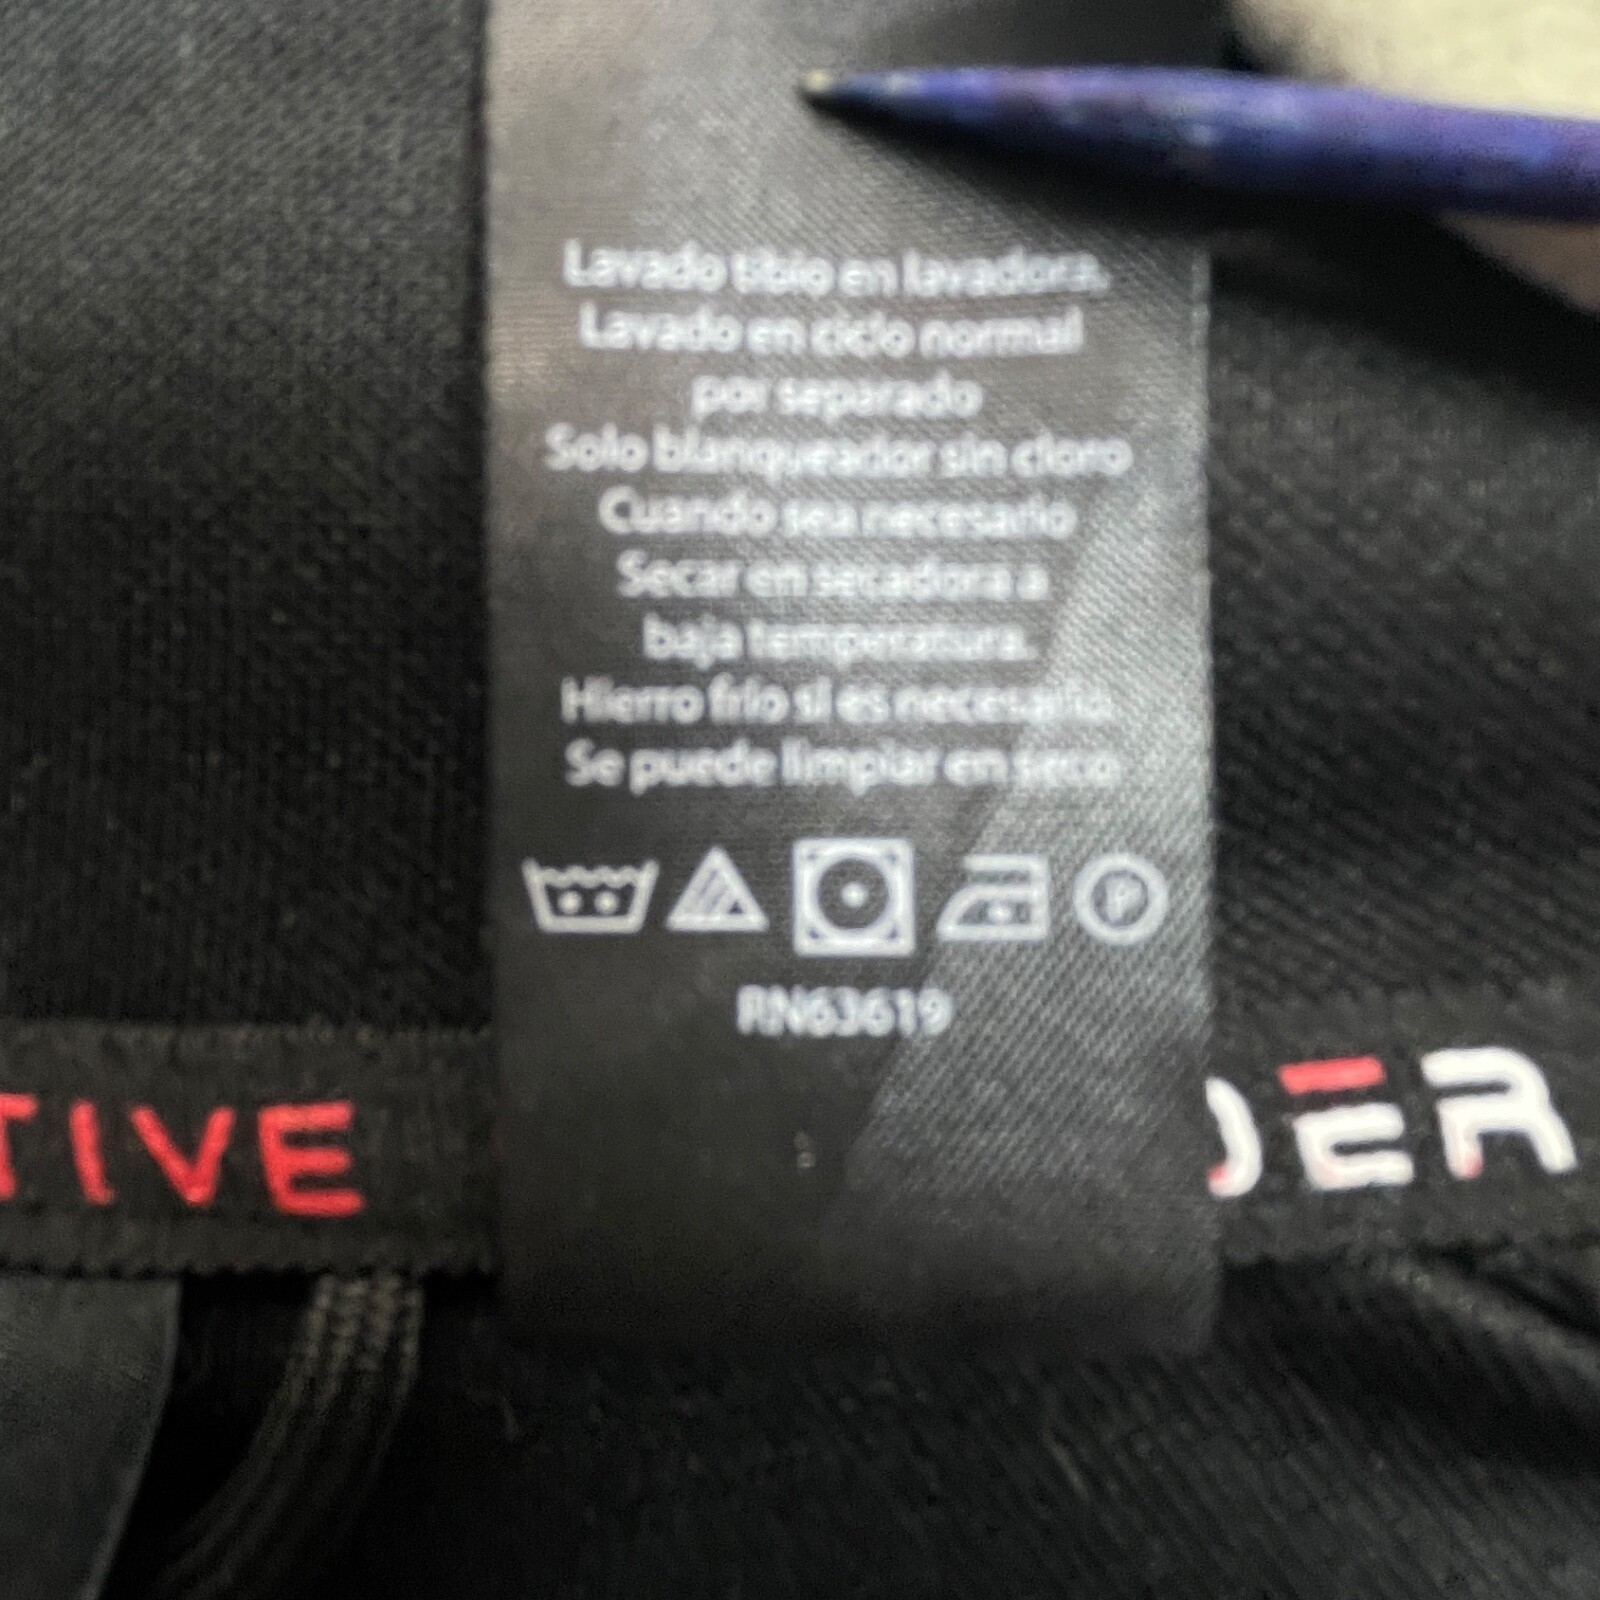 Lavado tibio en lavadora.
Lavado en ciclo normal
por separado
Solo blanqueador sin cloro
Cuando sea necesario
Secar en secadora a
baja temperatura.
Hierro frío si es necesario.
Se puede limpiar en seco
P
RN63619
TIVE
DER